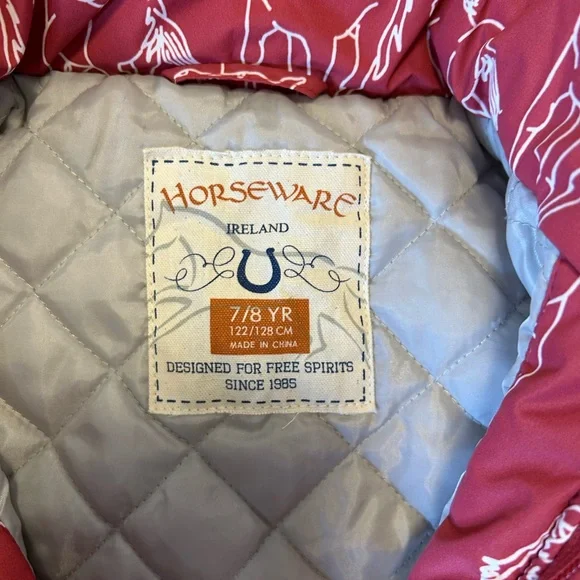 HORSEWARE
IRELAND
7/8 YR
122/128 CM
MADE IN CHINA
DESIGNED FOR FREE SPIRITS
SINCE 1985